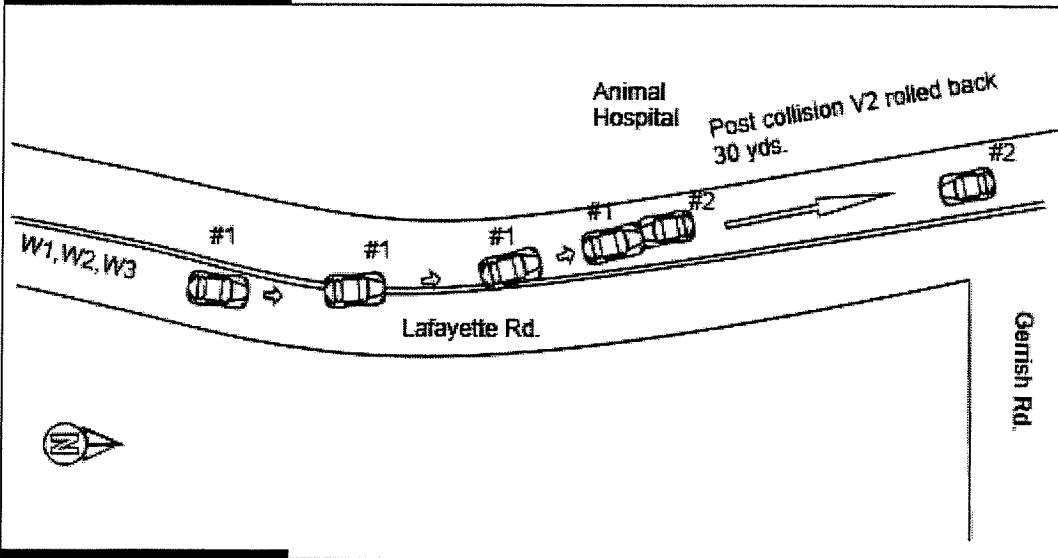 Animal
Hospital
Post collision V2 rolled back
30 yds.
#2
#1
#2
#1
#1
#1
W1, W2, W3
Lafayette Rd.
Gerrish Rd.
N